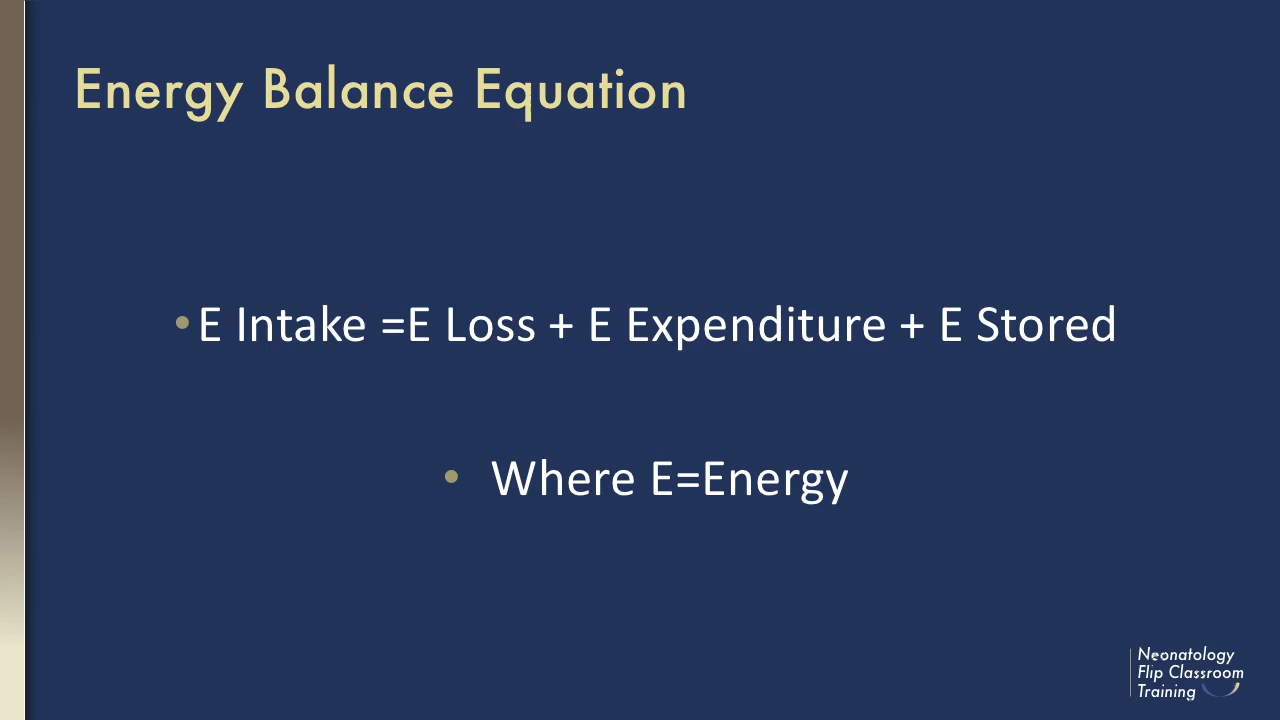 Energy Balance Equation
•E Intake =E Loss + E Expenditure + E Stored
• Where E=Energy
Neonatology
Flip Classroom
Training